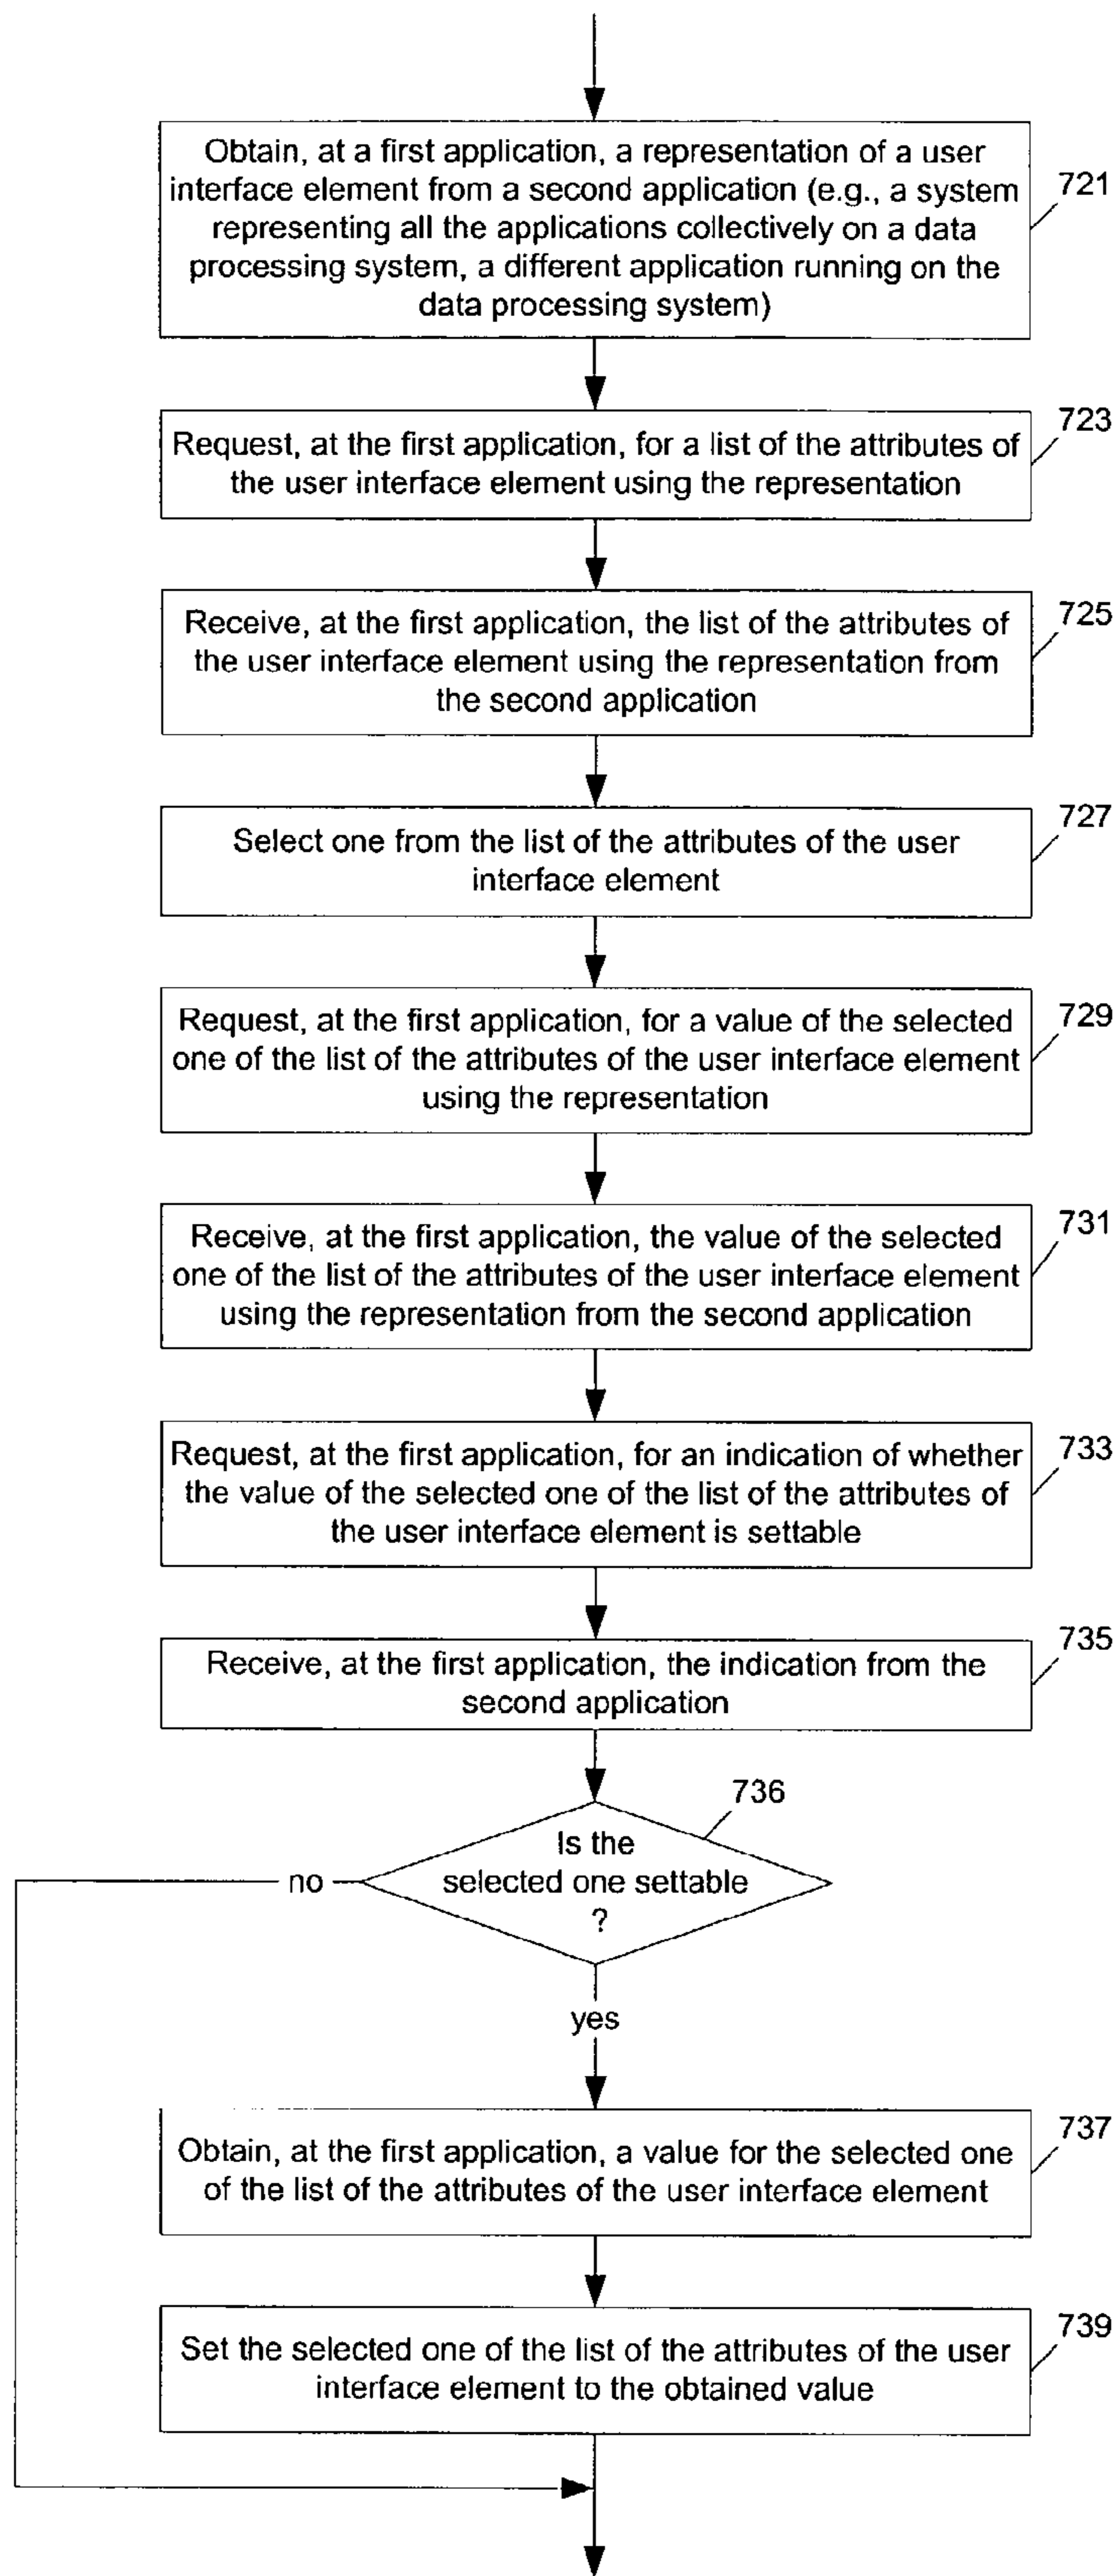 Obtain, at a first application, a representation of a user
interface element from a second application (e.g., a system
representing all the applications collectively on a data
processing system, a different application running on the
data processing system)
721
Request, at the first application, for a list of the attributes of
the user interface element using the representation
723
Receive, at the first application, the list of the attributes of
the user interface element using the representation from
the second application
725
Select one from the list of the attributes of the user
interface element
727
Request, at the first application, for a value of the selected
one of the list of the attributes of the user interface element
using the representation
729
Receive, at the first application, the value of the selected
one of the list of the attributes of the user interface element
using the representation from the second application
731
Request, at the first application, for an indication of whether
the value of the selected one of the list of the attributes of
the user interface element is settable
733
Receive, at the first application, the indication from the
second application
735
736
Is the
selected one settable
?
no
yes
Obtain, at the first application, a value for the selected one
of the list of the attributes of the user interface element
737
Set the selected one of the list of the attributes of the user
interface element to the obtained value
739